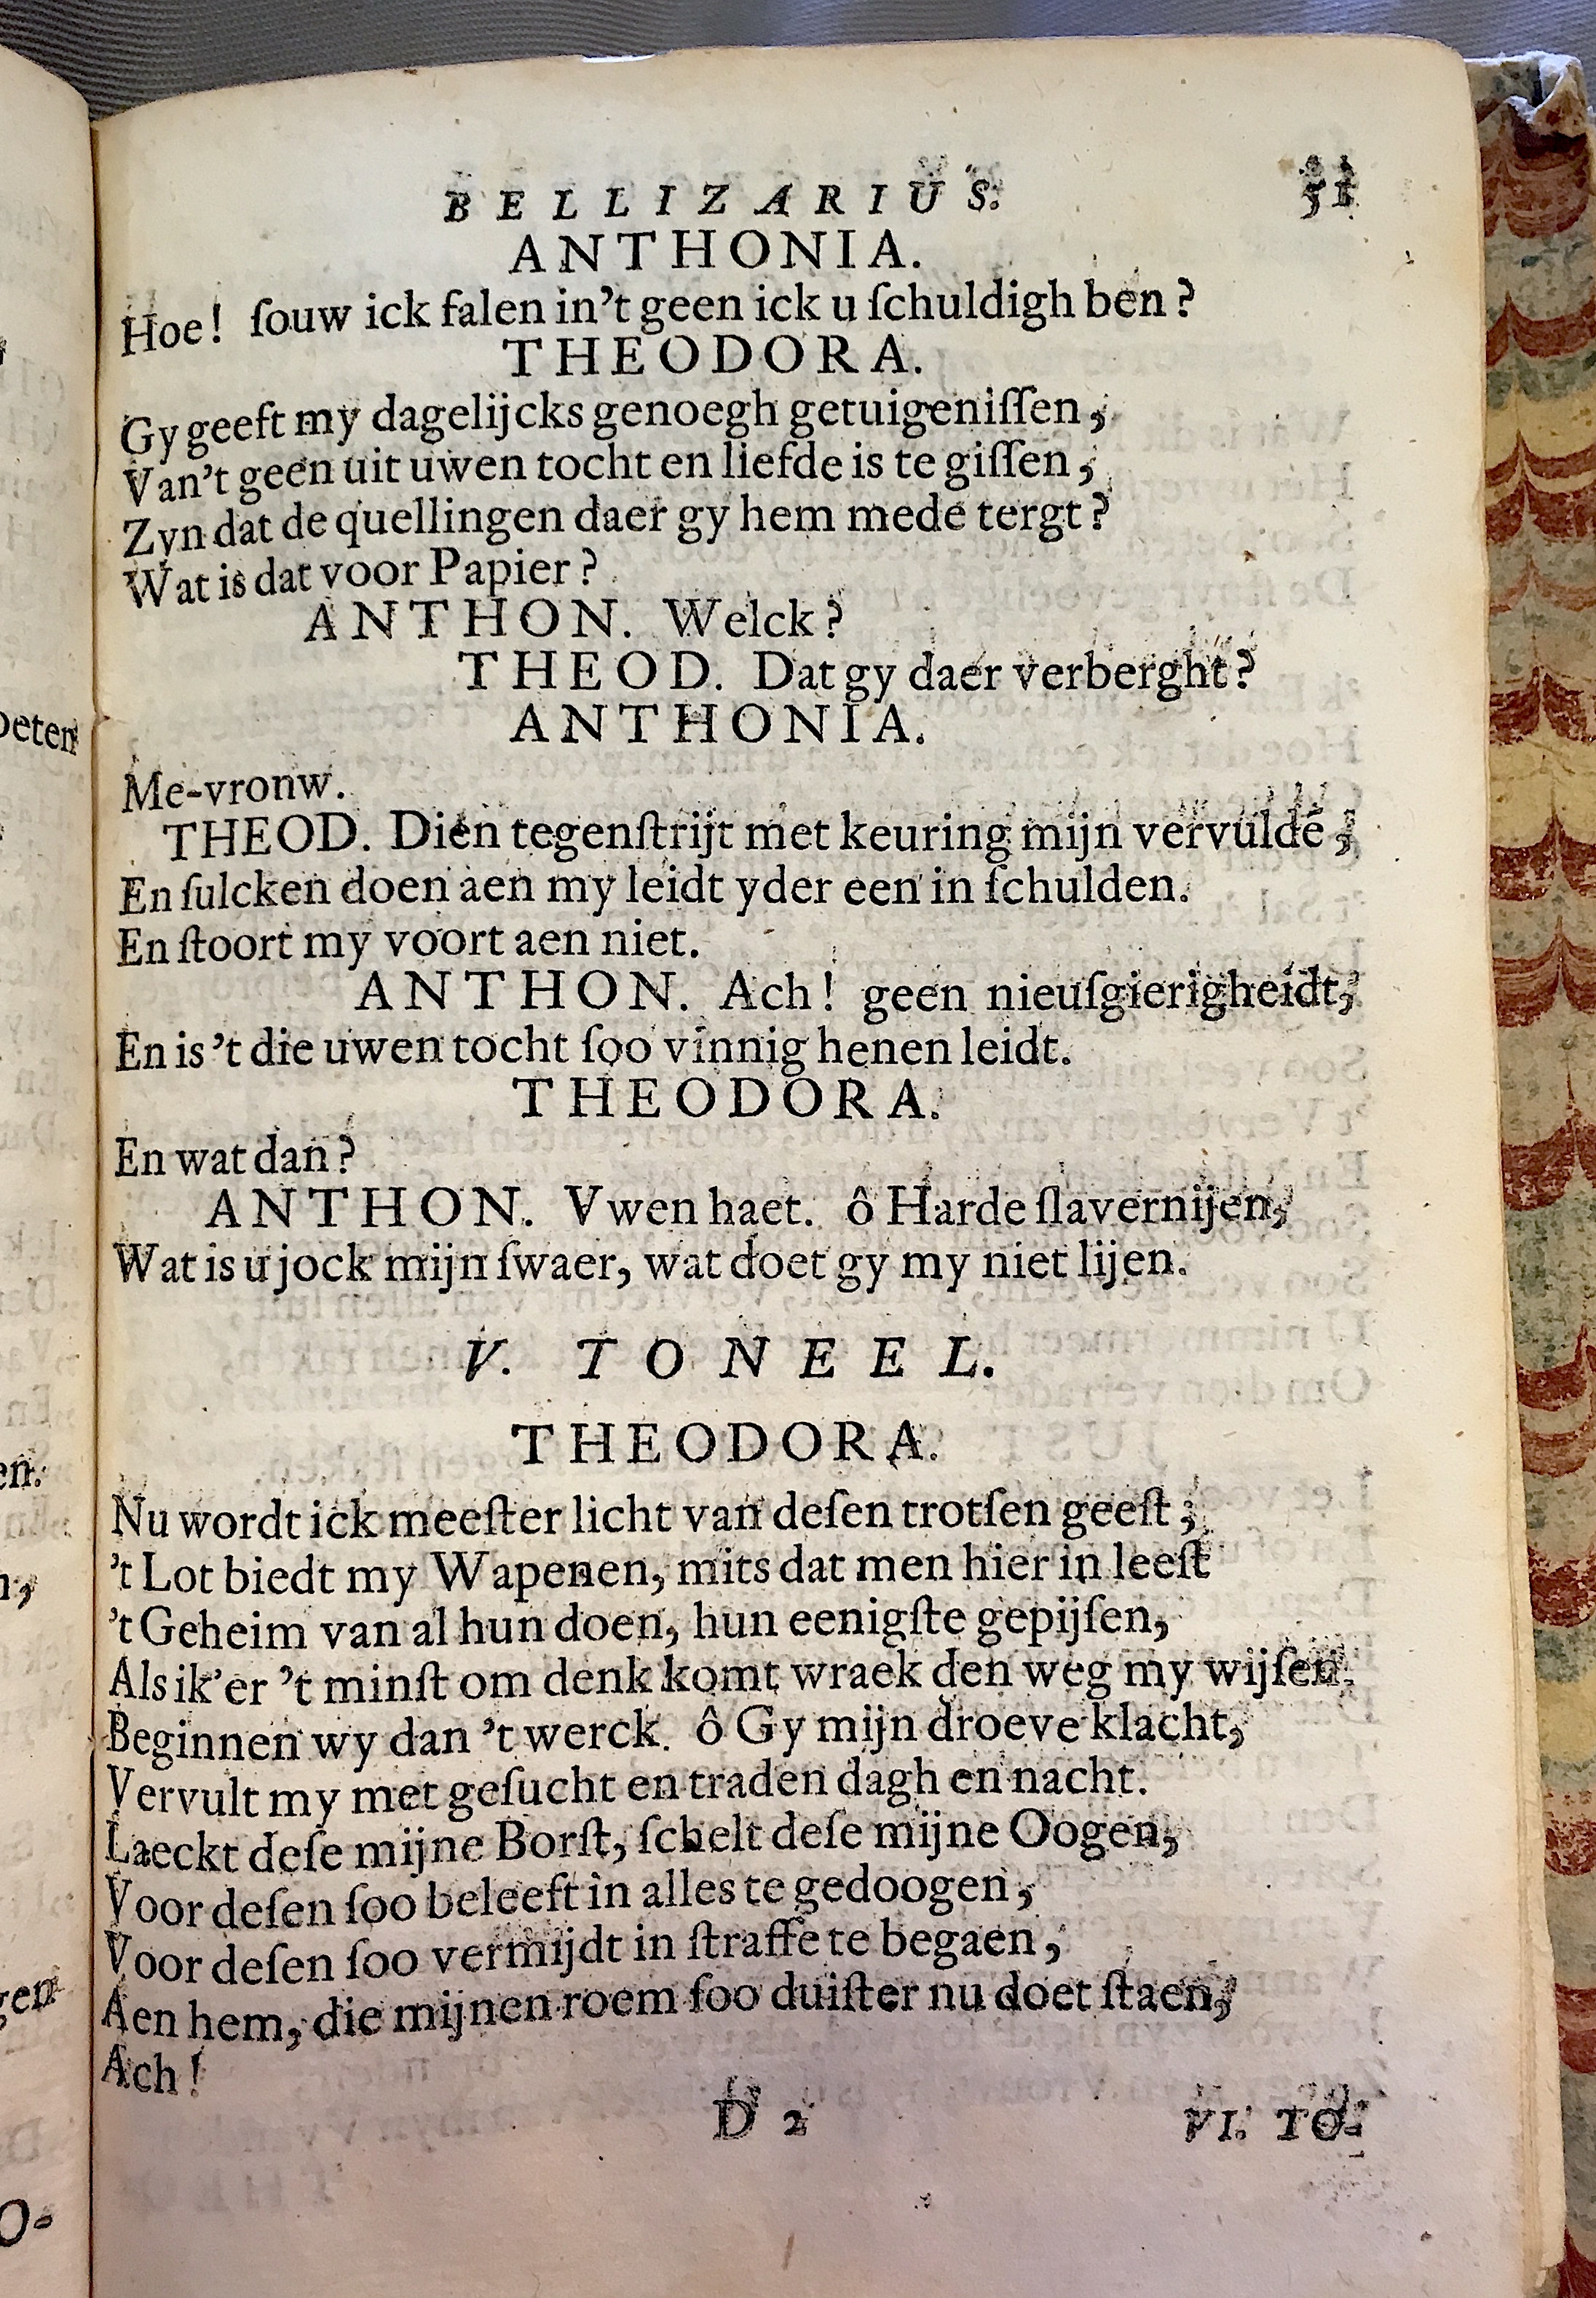 BELLIZARIUS. 51
ANTHONIA.
Hoe! ſouw ick falen in't geen ick u ſchuldigh ben?
THEODORA.
Gy geeft my dagelijcks genoegh getuigeniſſen,
Van't geen uit uwen tocht en liefde is te giſſen,
Zyn dat de quellingen daer gy hem mede tergt?
Wat is dat voor Papier?
ANTHON. Welck?
THEOD. Dat gy daer verberght?
ANTHONIA.
Me-vronw.
THEOD. Dien tegenſtrijt met keuring mijn vervulde,
En ſulcken doen aen my leidt yder een in ſchulden.
En ſtoort my voort aen niet.
ANTHON. Ach! geen nieuſgierigheidt,
En is 't die uwen tocht ſoo vinnig henen leidt.
THEODORA.
En wat dan?
ANTHON. Vwen haet. ô Harde ſlavernijen,
Wat is u jock mijn ſwaer, wat doet gy my niet lijen.
V. TONEEL.
THEODORA.
Nu wordt ick meeſter licht van deſen trotſen geeſt;
't Lot biedt my Wapenen, mits dat men hier in leeſt
't Geheim van al hun doen, hun eenigſte gepijſen,
Als ik'er 't minſt om denk komt wraek den weg my wijſen.
Beginnen wy dan 't werck. ô Gy mijn droeve klacht,
Vervult my met geſucht en traden dagh en nacht.
Laeckt deſe mijne Borſt, ſchelt deſe mijne Oogen,
Voor deſen ſoo beleeft in alles te gedoogen,
Voor deſen ſoo vermijdt in ſtraffe te begaen,
Aen hem, die mijnen roem ſoo duiſter nu doet ſtaen,
Ach!
D 2 VI. TO-